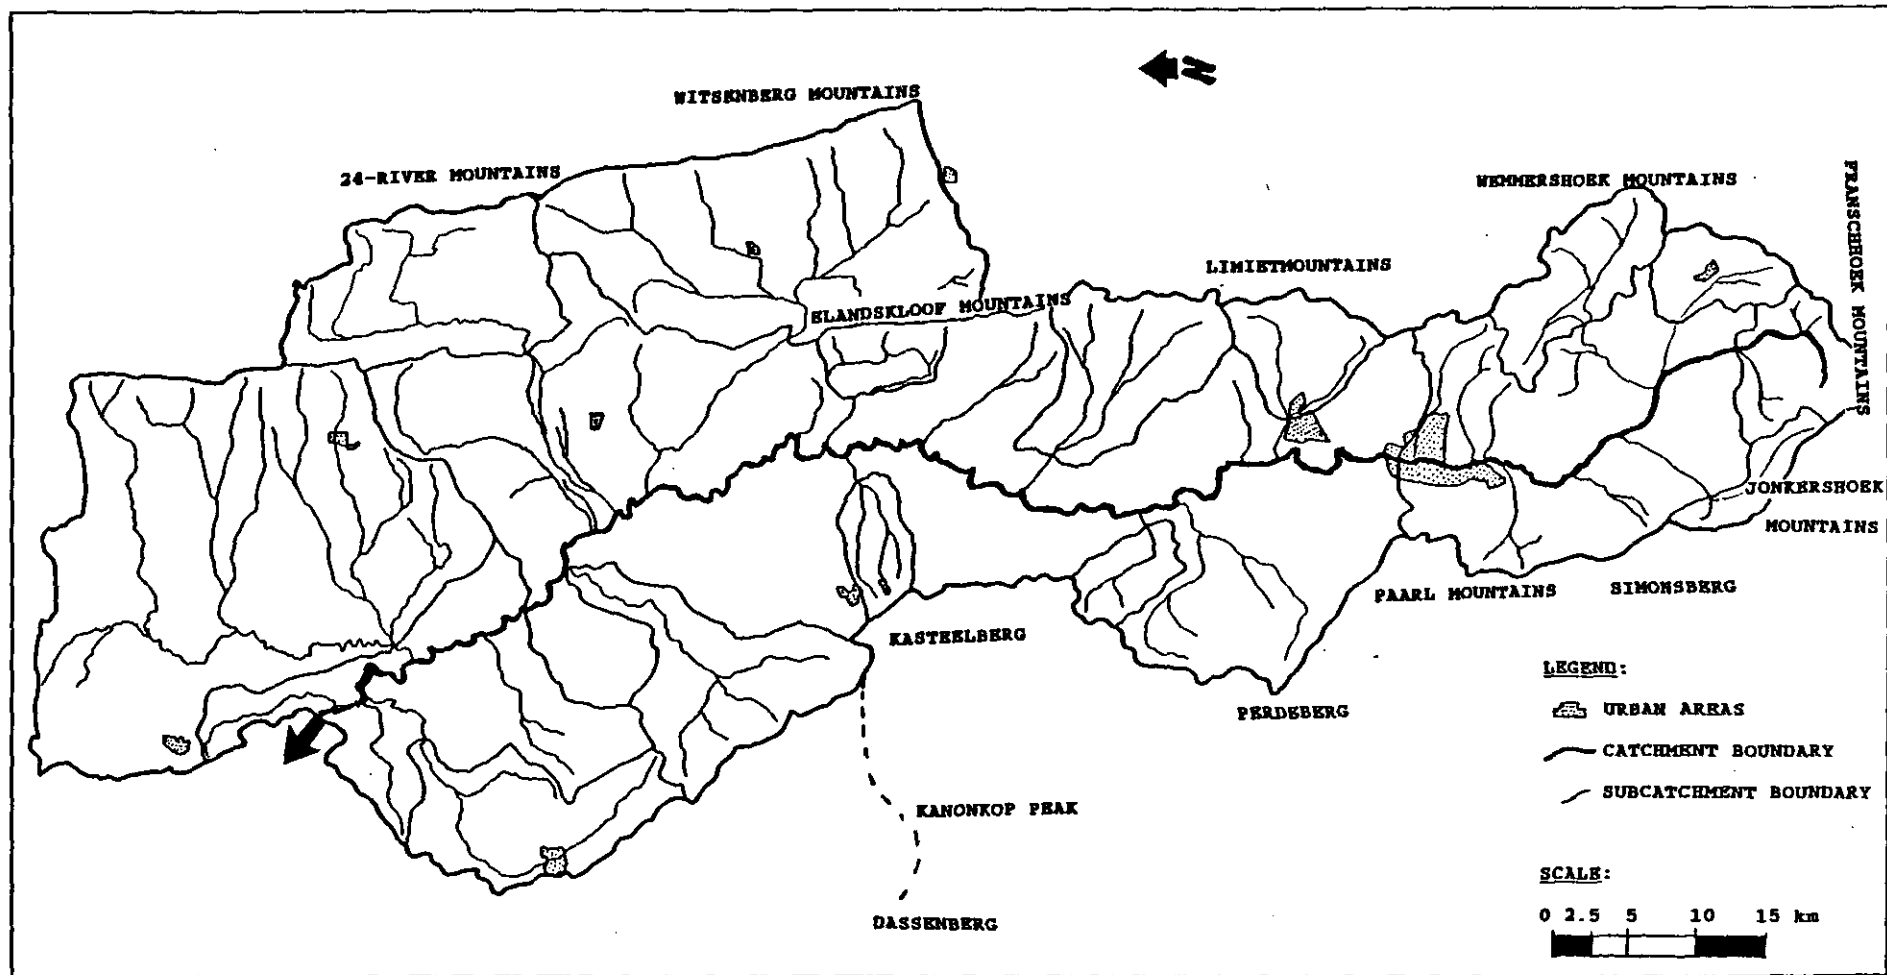 N
WITSENBERG MOUNTAINS
24-RIVER MOUNTAINS
WEMMERSHOEK MOUNTAINS
FRANSCHHOEK MOUNTAINS
LIMIETMOUNTAINS
ELANDSKLOOF MOUNTAINS
JONKERSHOEK
MOUNTAINS
PAARL MOUNTAINS
SIMONSBERG
KASTEELBERG
PERDEBERG
KANONKOP PEAK
DASSENBERG
LEGEND:
URBAN AREAS
CATCHMENT BOUNDARY
SUBCATCHMENT BOUNDARY
SCALE:
0 2.5 5 10 15 km